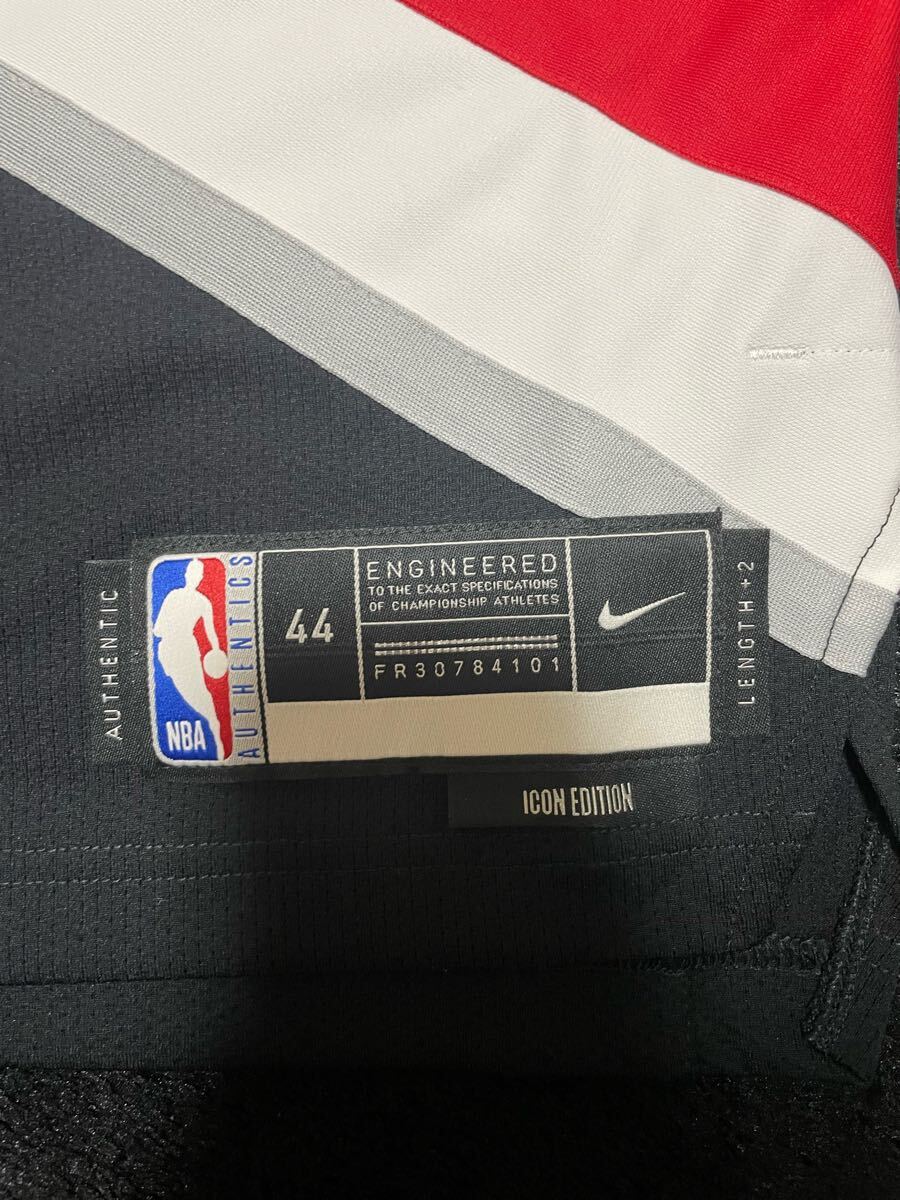 AUTHENTIC
NBA
AUTHENTICS
44
ENGINEERED
TO THE EXACT SPECIFICATIONS
OF CHAMPIONSHIP ATHLETES
FR30784101
LENGTH +2
ICON EDITION